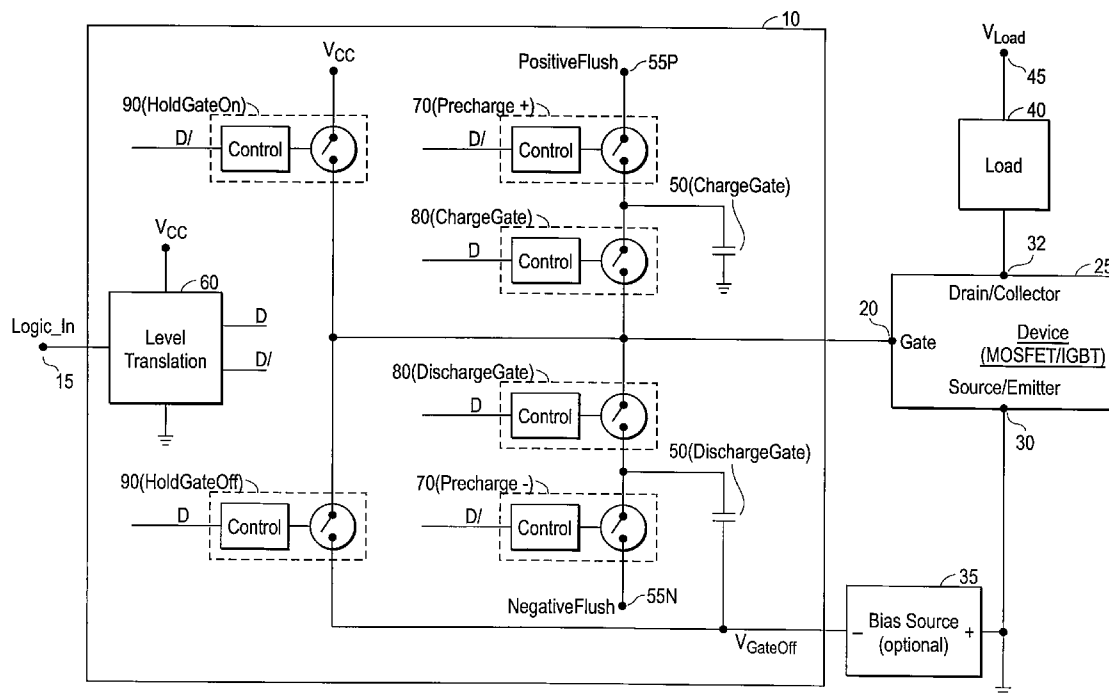 10
V_CC
PositiveFlush
55P
V_Load
45
90(HoldGateOn)
D/
Control
70(Precharge +)
D/
Control
40
Load
50(ChargeGate)
80(ChargeGate)
D
Control
V_CC
60
Level
Translation
D
D/
Logic_In
15
32
25
Drain/Collector
20
Gate
Device
(MOSFET/IGBT)
Source/Emitter
30
80(DischargeGate)
D
Control
50(DischargeGate)
90(HoldGateOff)
D
Control
70(Precharge -)
D/
Control
NegativeFlush
55N
V_GateOff
35
−
Bias Source
(optional)
+